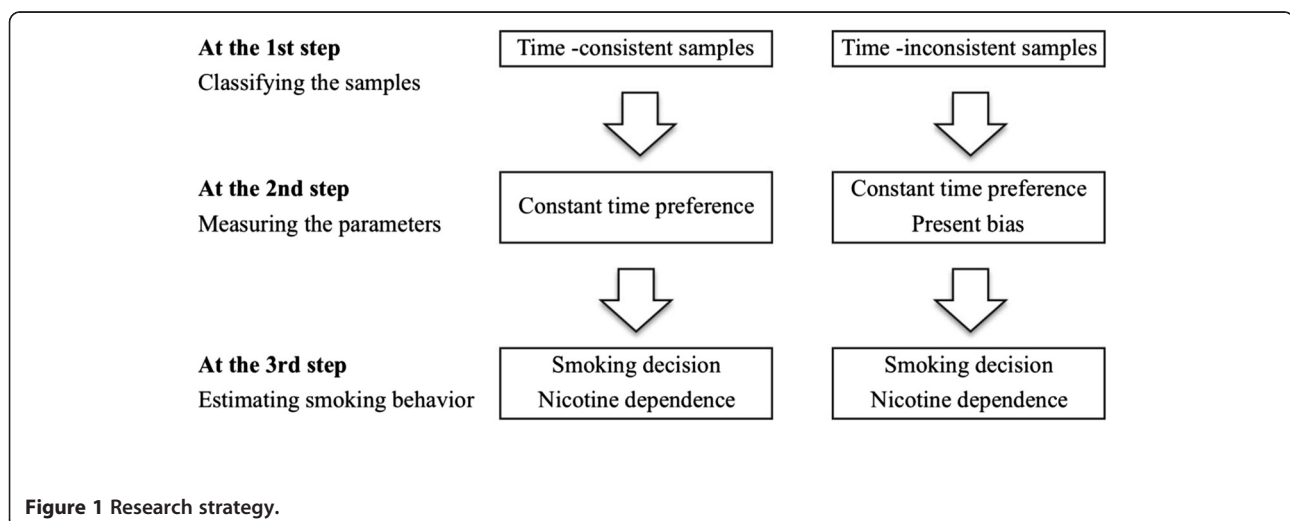 At the 1st step
Classifying the samples
Time -consistent samples
Time -inconsistent samples
At the 2nd step
Measuring the parameters
Constant time preference
Constant time preference
Present bias
At the 3rd step
Estimating smoking behavior
Smoking decision
Nicotine dependence
Smoking decision
Nicotine dependence
Figure 1 Research strategy.